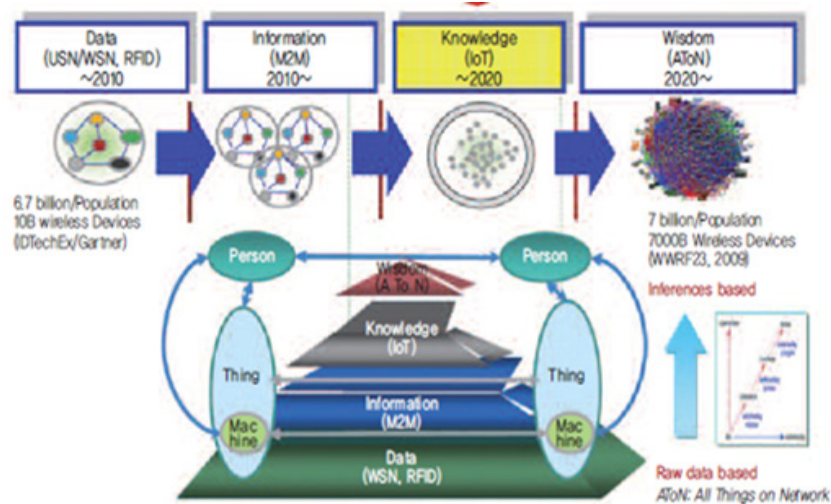 Data
(USN/WSN, RFID)
~2010
Information
(M2M)
2010~
Knowledge
(IoT)
~2020
Wisdom
(AToN)
2020~
6.7 billion/Population
10B wireless Devices
(IDTechEx/Gartner)
7 billion/Population
7000B Wireless Devices
(WWRF23, 2009)
Person
Person
Wisdom
(A To N)
Knowledge
(IoT)
Thing
Thing
Information
(M2M)
Mac
hine
Mac
hine
Data
(WSN, RFID)
Inferences based
Raw data based
AToN: All Things on Network